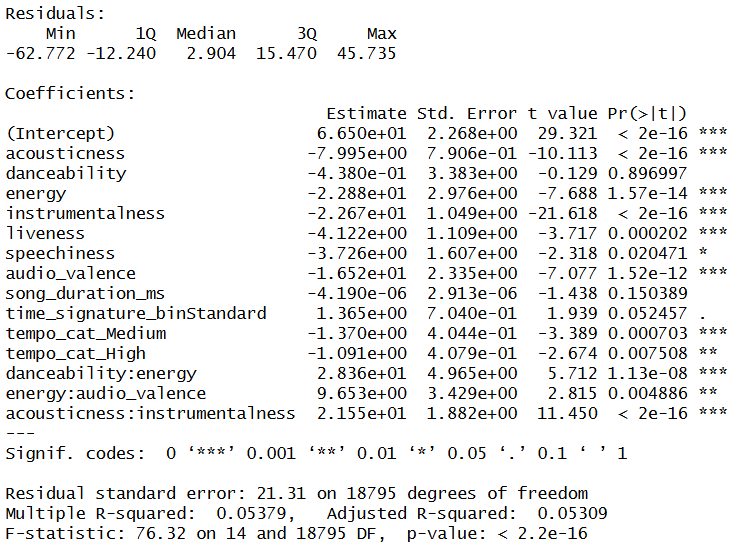 Residuals:
    Min      1Q  Median      3Q     Max
-62.772 -12.240   2.904  15.470  45.735

Coefficients:
                               Estimate Std. Error t value Pr(>|t|)
(Intercept)                   6.650e+01  2.268e+00  29.321  < 2e-16 ***
acousticness                 -7.995e+00  7.906e-01 -10.113  < 2e-16 ***
danceability                 -4.380e-01  3.383e+00  -0.129 0.896997
energy                       -2.288e+01  2.976e+00  -7.688 1.57e-14 ***
instrumentalness             -2.267e+01  1.049e+00 -21.618  < 2e-16 ***
liveness                     -4.122e+00  1.109e+00  -3.717 0.000202 ***
speechiness                  -3.726e+00  1.607e+00  -2.318 0.020471 *
audio_valence                -1.652e+01  2.335e+00  -7.077 1.52e-12 ***
song_duration_ms             -4.190e-06  2.913e-06  -1.438 0.150389
time_signature_binStandard    1.365e+00  7.040e-01   1.939 0.052457 .
tempo_cat_Medium             -1.370e+00  4.044e-01  -3.389 0.000703 ***
tempo_cat_High               -1.091e+00  4.079e-01  -2.674 0.007508 **
danceability:energy           2.836e+01  4.965e+00   5.712 1.13e-08 ***
energy:audio_valence          9.653e+00  3.429e+00   2.815 0.004886 **
acousticness:instrumentalness 2.155e+01  1.882e+00  11.450  < 2e-16 ***
---
Signif. codes:  0 ‘***’ 0.001 ‘**’ 0.01 ‘*’ 0.05 ‘.’ 0.1 ‘ ’ 1

Residual standard error: 21.31 on 18795 degrees of freedom
Multiple R-squared:  0.05379,	Adjusted R-squared:  0.05309
F-statistic: 76.32 on 14 and 18795 DF,  p-value: < 2.2e-16